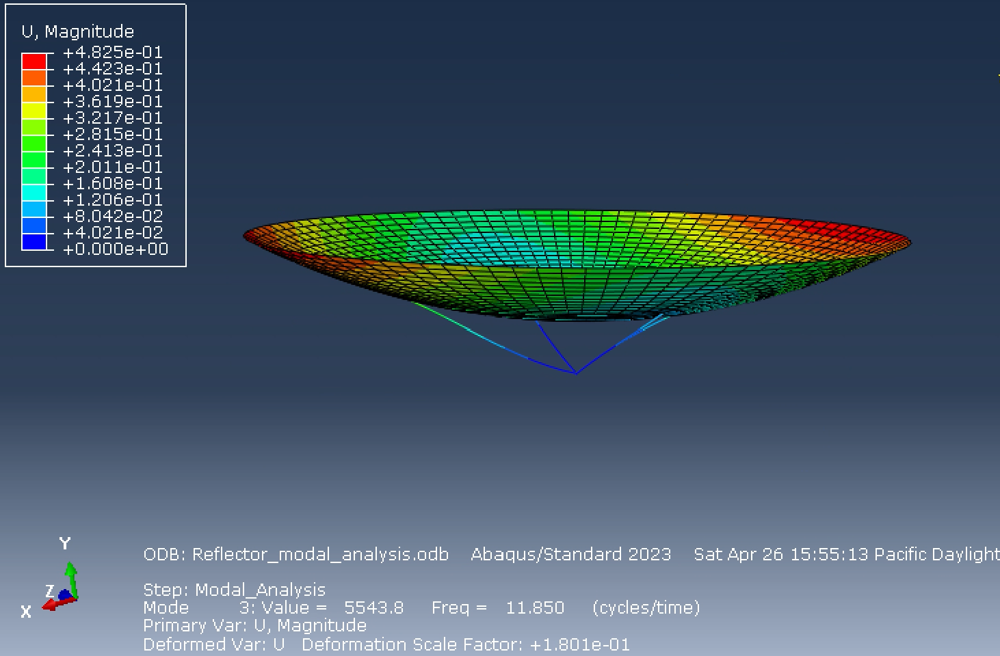 U, Magnitude
+4.825e-01
+4.423e-01
+4.021e-01
+3.619e-01
+3.217e-01
+2.815e-01
+2.413e-01
+2.011e-01
+1.608e-01
+1.206e-01
+8.042e-02
+4.021e-02
+0.000e+00
Y
Z
X
ODB: Reflector_modal_analysis.odb Abaqus/Standard 2023 Sat Apr 26 15:55:13 Pacific Daylight
Step: Modal_Analysis
Mode 3: Value = 5543.8 Freq = 11.850 (cycles/time)
Primary Var: U, Magnitude
Deformed Var: U Deformation Scale Factor: +1.801e-01